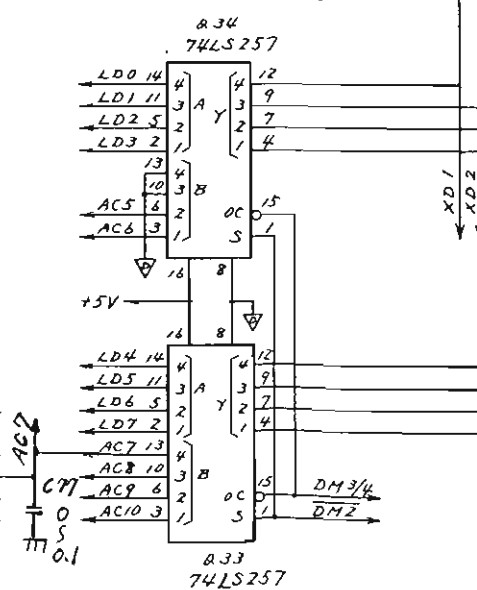 Q34
74LS257
LD0 14 4 A Y 4 12
LD1 11 3 3 9
LD2 5 2 2 7
LD3 2 1 1 4
13 4 B
10 3
AC5 6 2 OC 15
AC6 3 1 S 1
XD1
XD2
D
16 8
+5V
D
16 8
LD4 14 4 A Y 4 12
LD5 11 3 3 9
LD6 5 2 2 7
LD7 2 1 1 4
AC7
AC7 13 4 B
AC8 10 3
AC9 6 2 OC 15 DM3/4
AC10 3 1 S 1 DM2
0
0.1
Q33
74LS257